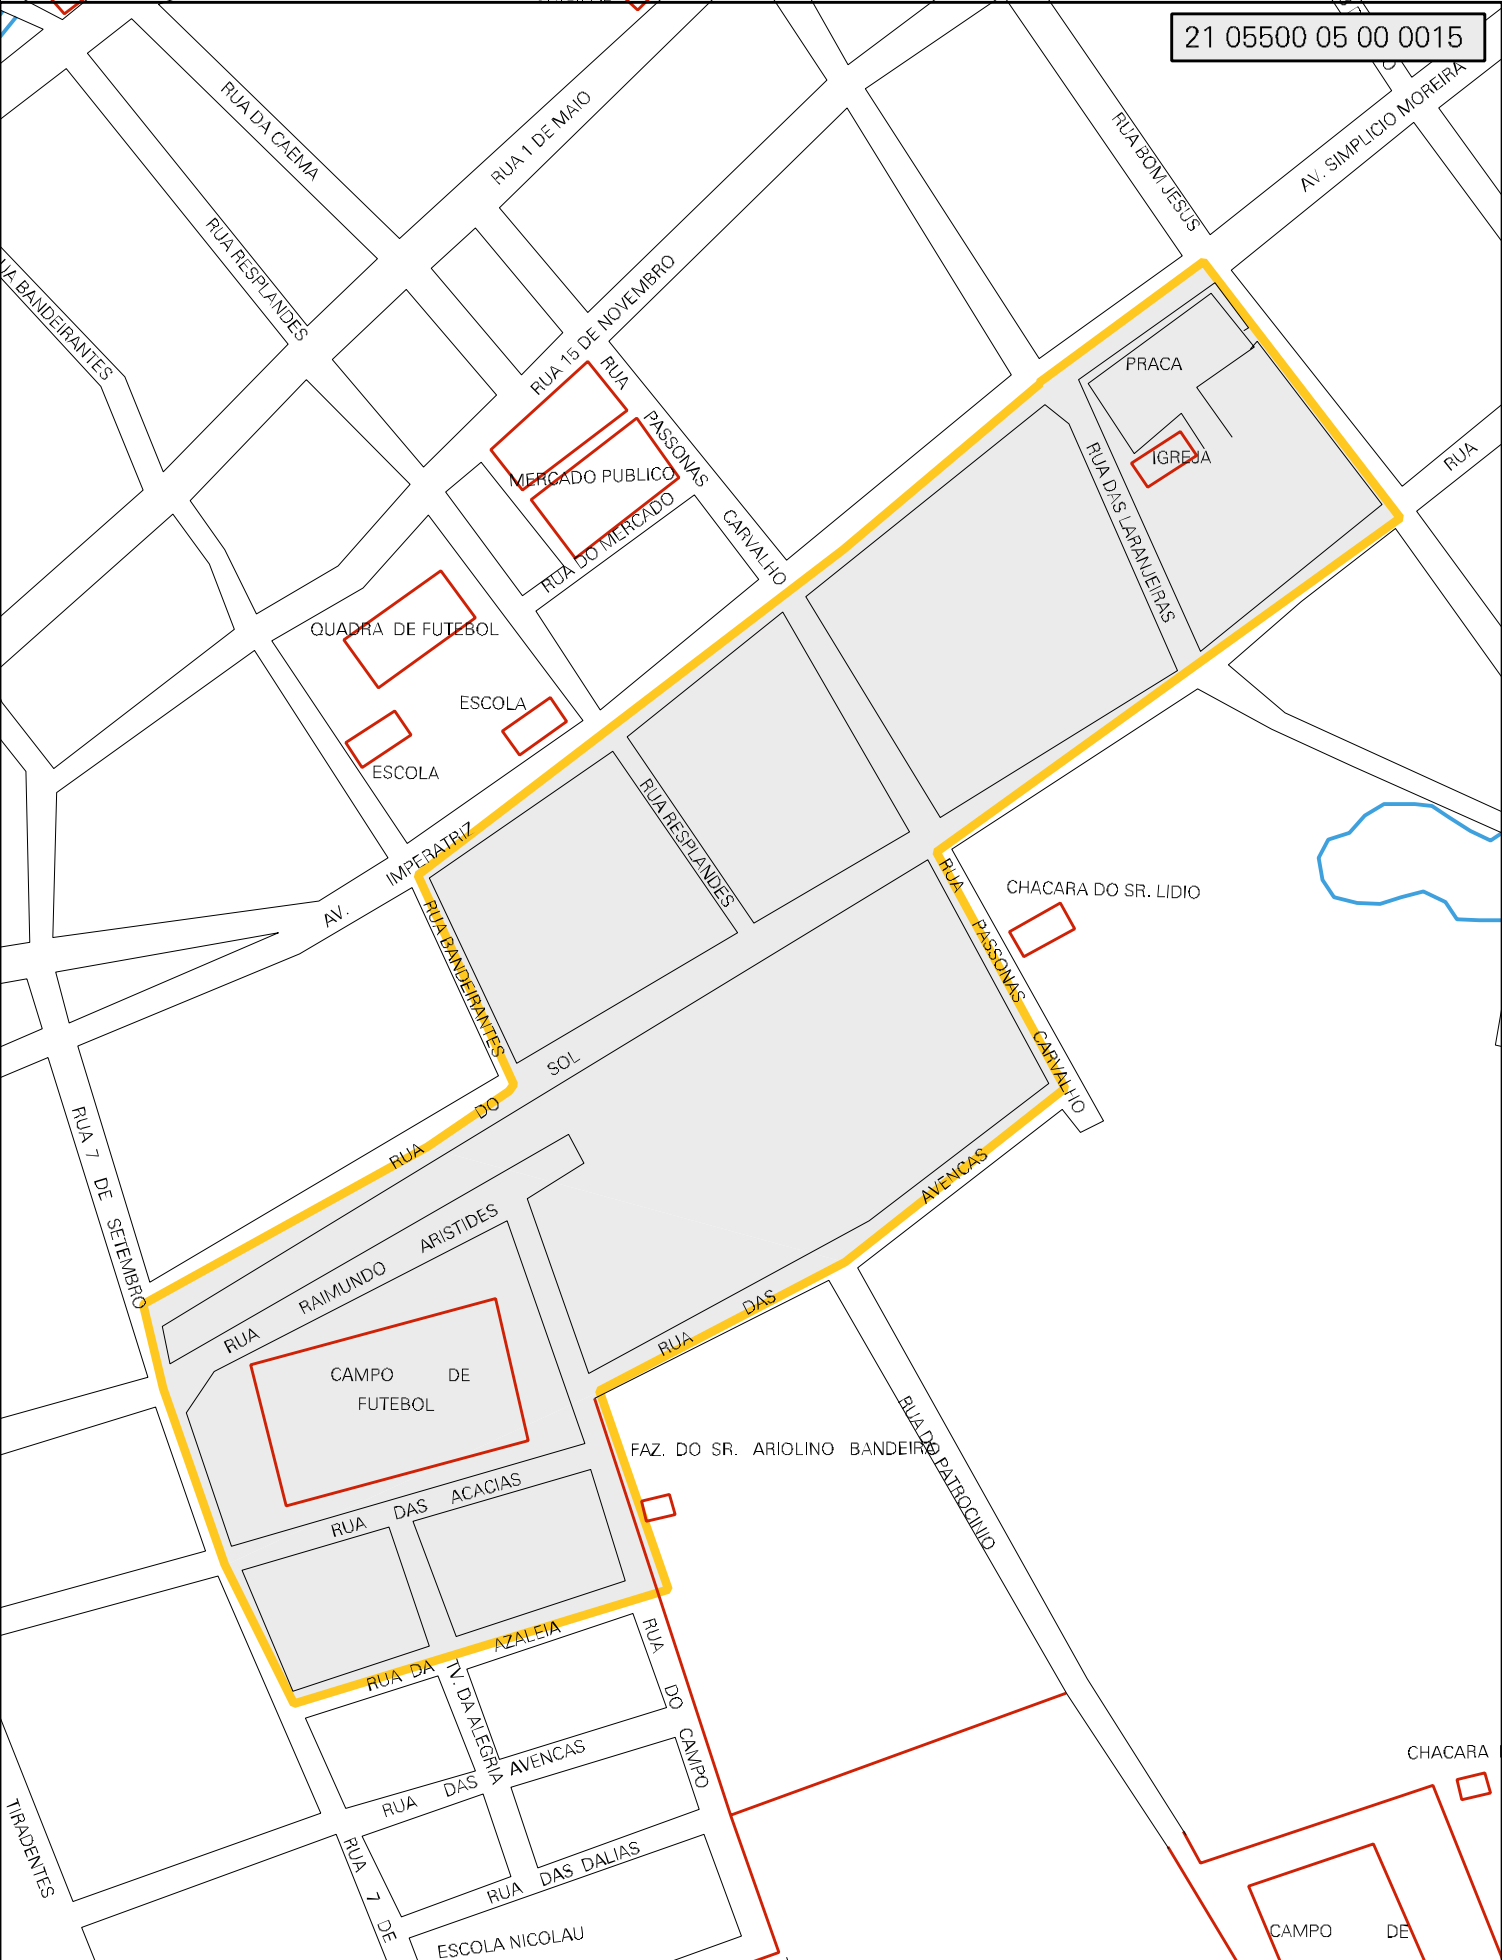 21 05500 05 00 0015
RUA DA CAEMA
RUA 1 DE MAIO
RUA BOM JESUS
AV. SIMPLICIO MOREIRA
RUA RESPLANDES
UA BANDEIRANTES
RUA 15 DE NOVEMBRO
RUA PASSONAS CARVALHO
PRACA
IGREJA
RUA
MERCADO PUBLICO
RUA DO MERCADO
RUA DAS LARANJEIRAS
QUADRA DE FUTEBOL
ESCOLA
ESCOLA
AV. IMPERATRIZ
RUA RESPLANDES
RUA BANDEIRANTES
CHACARA DO SR. LIDIO
RUA PASSONAS CARVALHO
RUA DO SOL
RUA 7 DE SETEMBRO
RUA RAIMUNDO ARISTIDES
RUA DAS AVENCAS
CAMPO DE
FUTEBOL
FAZ. DO SR. ARIOLINO BANDEIRA
RUA DO PATROCINIO
RUA DAS ACACIAS
RUA DA AZALEIA
TV. DA ALEGRIA
RUA DO CAMPO
RUA DAS AVENCAS
CHACARA
TIRADENTES
RUA 7 DE
RUA DAS DALIAS
ESCOLA NICOLAU
CAMPO DE